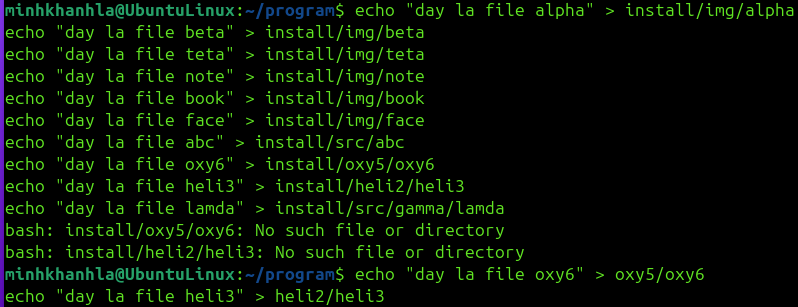 minhkhanhla@UbuntuLinux:~/program$ echo "day la file alpha" > install/img/alpha
echo "day la file beta" > install/img/beta
echo "day la file teta" > install/img/teta
echo "day la file note" > install/img/note
echo "day la file book" > install/img/book
echo "day la file face" > install/img/face
echo "day la file abc" > install/src/abc
echo "day la file oxy6" > install/oxy5/oxy6
echo "day la file heli3" > install/heli2/heli3
echo "day la file lamda" > install/src/gamma/lamda
bash: install/oxy5/oxy6: No such file or directory
bash: install/heli2/heli3: No such file or directory
minhkhanhla@UbuntuLinux:~/program$ echo "day la file oxy6" > oxy5/oxy6
echo "day la file heli3" > heli2/heli3